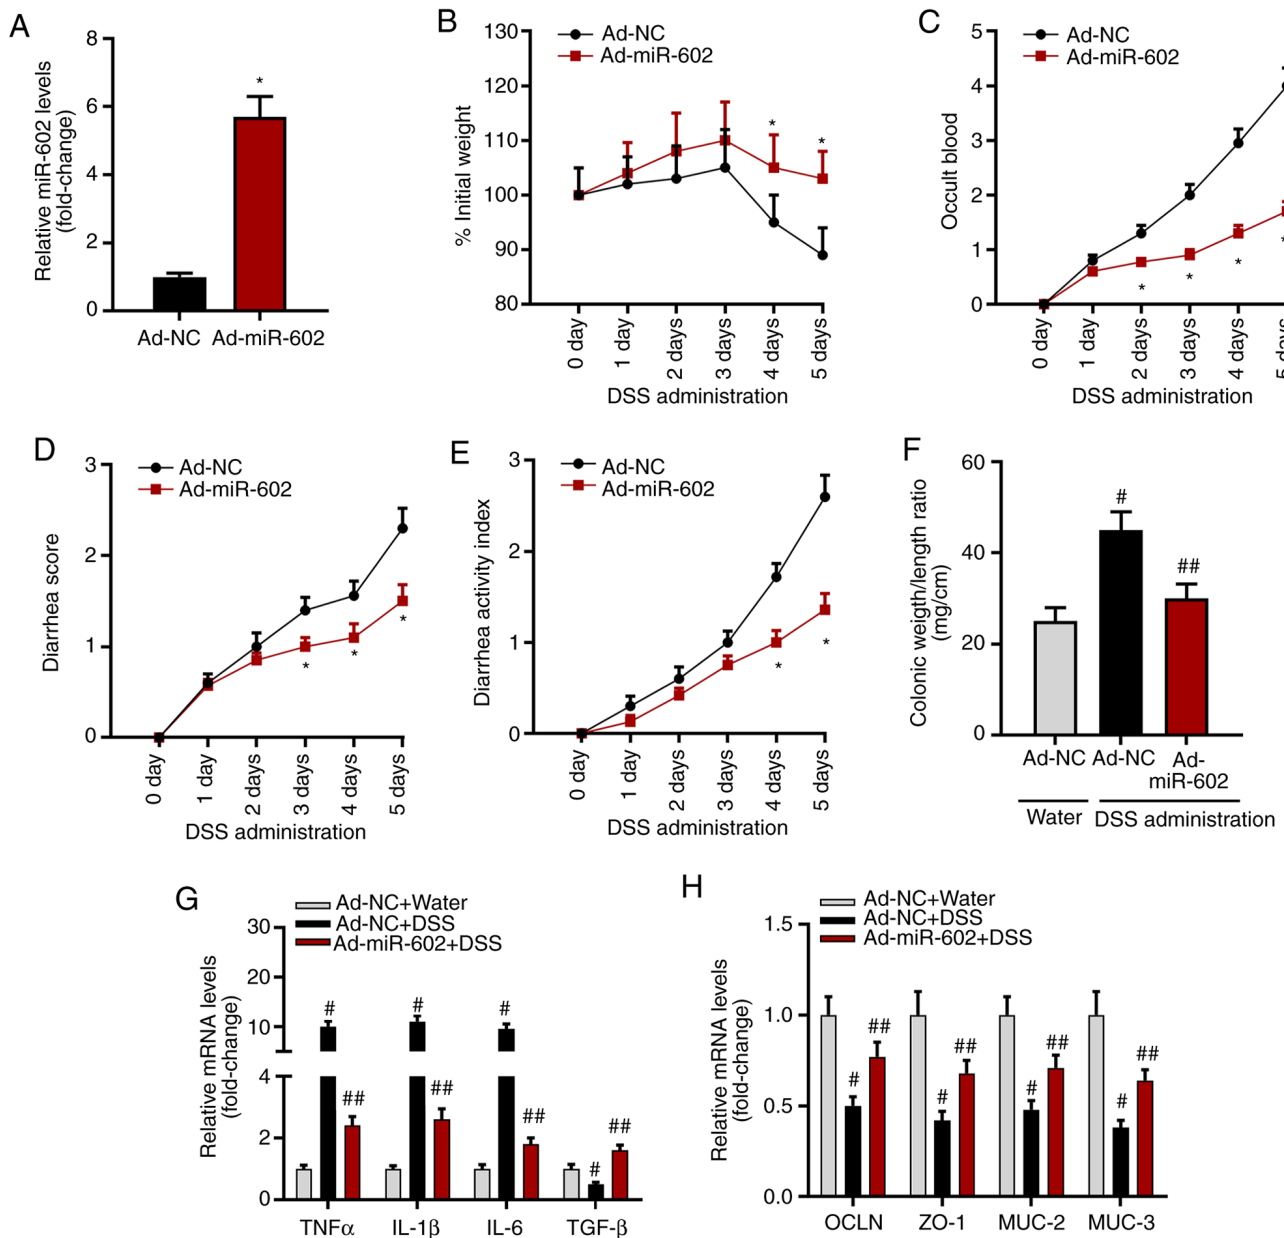 A
8
6
4
2
0
Relative miR-602 levels
(fold-change)
*
Ad-NC
Ad-miR-602
B
130
120
110
100
90
80
% Initial weight
Ad-NC
Ad-miR-602
*
*
0 day
1 day
2 days
3 days
4 days
5 days
DSS administration
C
5
4
3
2
1
0
Occult blood
Ad-NC
Ad-miR-602
*
*
*
*
0 day
1 day
2 days
3 days
4 days
5 days
DSS administration
D
3
2
1
0
Diarrhea score
Ad-NC
Ad-miR-602
*
*
*
0 day
1 day
2 days
3 days
4 days
5 days
DSS administration
E
3
2
1
0
Diarrhea activity index
Ad-NC
Ad-miR-602
*
*
0 day
1 day
2 days
3 days
4 days
5 days
DSS administration
F
60
40
20
0
Colonic weigth/length ratio
(mg/cm)
#
##
Ad-NC
Ad-NC
Ad-
miR-602
Water
DSS administration
G
Ad-NC+Water
Ad-NC+DSS
Ad-miR-602+DSS
30
20
10
4
2
0
Relative mRNA levels
(fold-change)
#
##
#
##
#
##
#
##
TNFα
IL-1β
IL-6
TGF-β
H
Ad-NC+Water
Ad-NC+DSS
Ad-miR-602+DSS
1.5
1.0
0.5
0.0
Relative mRNA levels
(fold-change)
#
##
#
##
#
##
#
##
OCLN
ZO-1
MUC-2
MUC-3